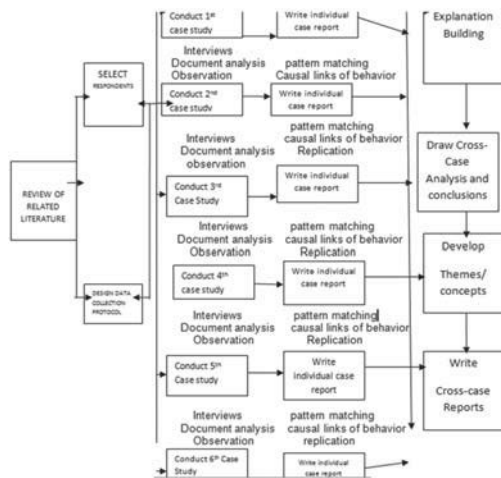 REVIEW OF
RELATED
LITERATURE
SELECT
RESPONDENTS
DESIGN DATA
COLLECTION
PROTOCOL
Conduct 1st
case study
Write individual
case report
Interviews
Document analysis
Observation
pattern matching
Causal links of behavior
Conduct 2nd
case study
Write individual
case report
Interviews
Document analysis
observation
pattern matching
causal links of behavior
Replication
Conduct 3rd
Case Study
Write individual
case report
Interviews
Document analysis
Observation
pattern matching
causal links of behavior
Replication
Conduct 4th
case study
Write individual
case report
Interviews
Document analysis
Observation
pattern matching
causal links of behavior
Replication
Conduct 5th
Case study
Write
individual case
report
Interviews
Document analysis
Observation
pattern matching
causal links of behavior
replication
Conduct 6th Case
Study
Write individual
case report
Explanation
Building
Draw Cross-
Case
Analysis and
conclusions
Develop
Themes/
concepts
Write
Cross-case
Reports